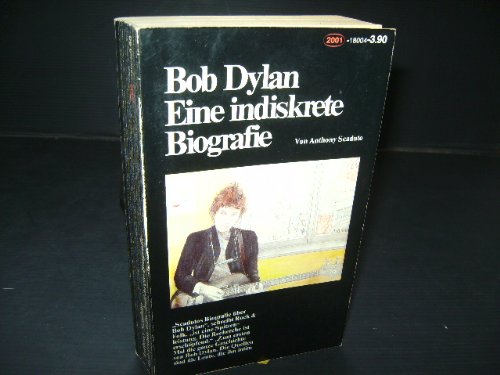 2001 -18004-3.90
Bob Dylan
Eine indiskrete
Biografie
Von Anthony Scaduto
„Scadutos Biografie über
Bob Dylan“, schreibt Rock &
Folk, „ist eine Spitzen-
leistung. Die Recherche ist
erschöpfend.“ Zum ersten
Mal die ganze Geschichte
von Bob Dylan. Die Quellen
sind die Leute, die ihn intim